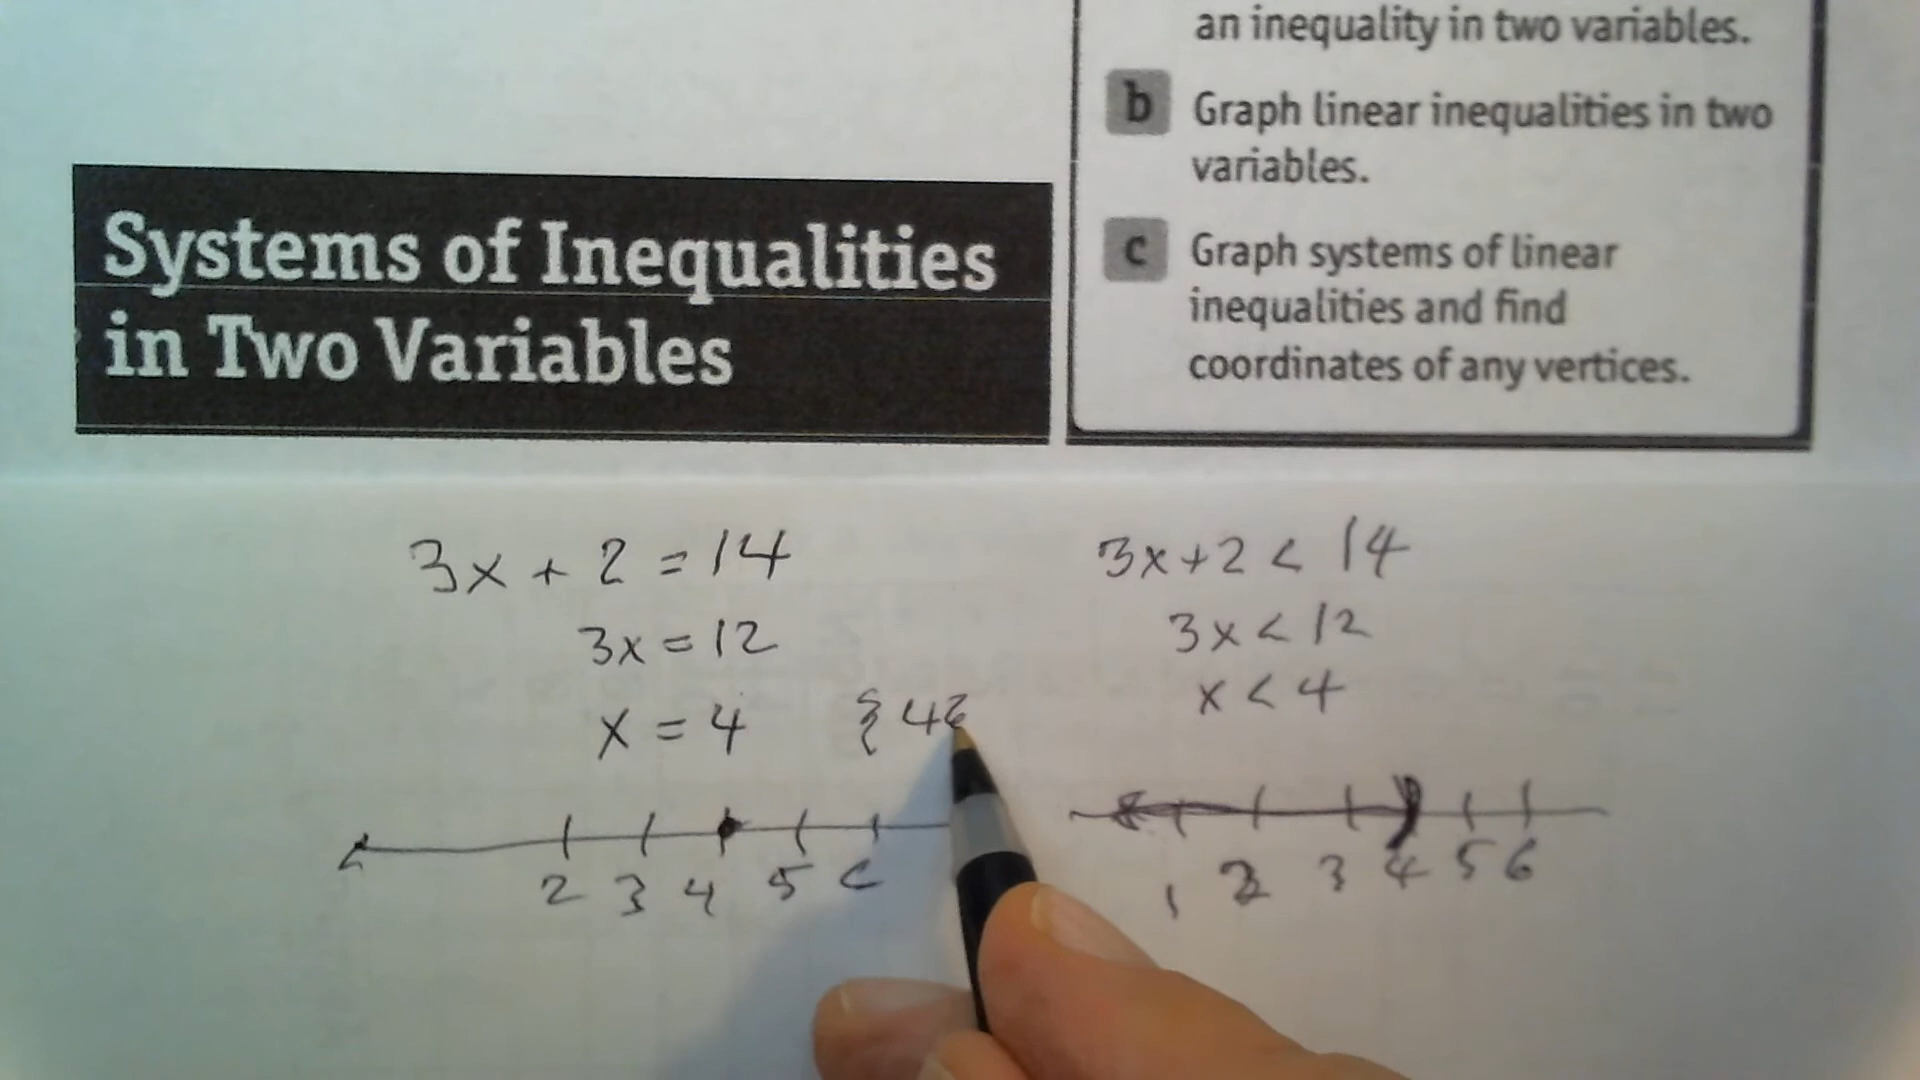 an inequality in two variables.
b Graph linear inequalities in two
variables.
c Graph systems of linear
inequalities and find
coordinates of any vertices.
Systems of Inequalities
in Two Variables
3x + 2 = 14
3x = 12
x = 4 {4
2 3 4 5
3x+2 < 14
3x < 12
x < 4
1 2 3 4 5 6